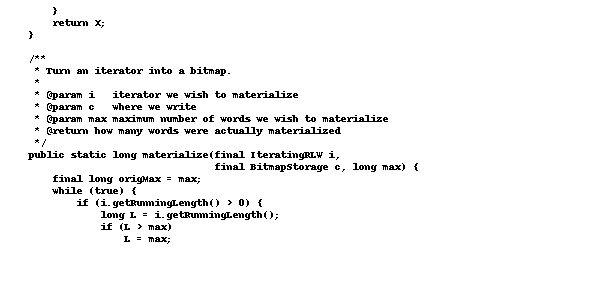 }
return X;
}
/**
* Turn an iterator into a bitmap.
*
* @param i iterator we wish to materialize
* @param c where we write
* @param max maximum number of words we wish to materialize
* @return how many words were actually materialized
*/
public static long materialize(final IteratingRLW i,
final BitmapStorage c, long max) {
final long origMax = max;
while (true) {
if (i.getRunningLength() > 0) {
long L = i.getRunningLength();
if (L > max)
L = max;